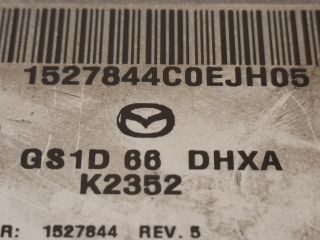 1527844C0EJH05
GS1D 66 DHXA
K2352
R: 1527844 REV. 5